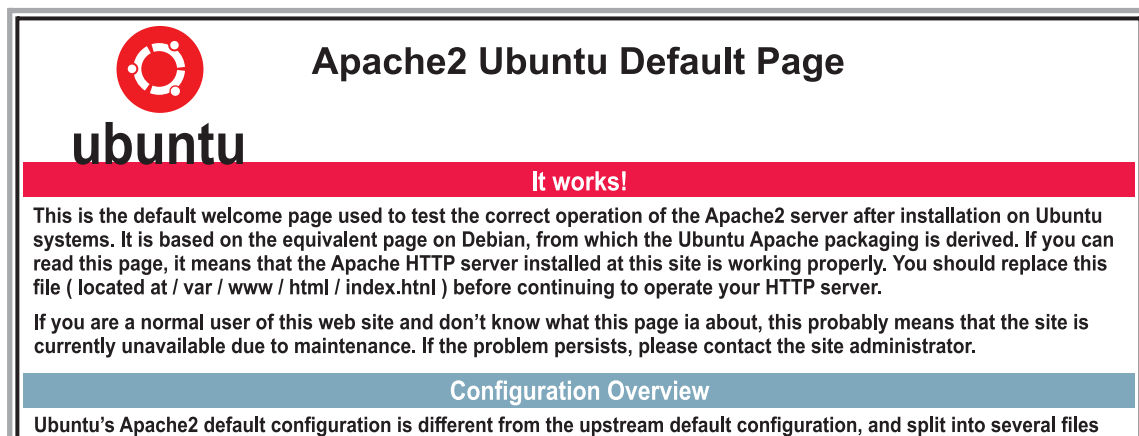 Apache2 Ubuntu Default Page
ubuntu
It works!
This is the default welcome page used to test the correct operation of the Apache2 server after installation on Ubuntu
systems. It is based on the equivalent page on Debian, from which the Ubuntu Apache packaging is derived. If you can
read this page, it means that the Apache HTTP server installed at this site is working properly. You should replace this
file ( located at / var / www / html / index.htnl ) before continuing to operate your HTTP server.
If you are a normal user of this web site and don't know what this page ia about, this probably means that the site is
currently unavailable due to maintenance. If the problem persists, please contact the site administrator.
Configuration Overview
Ubuntu's Apache2 default configuration is different from the upstream default configuration, and split into several files